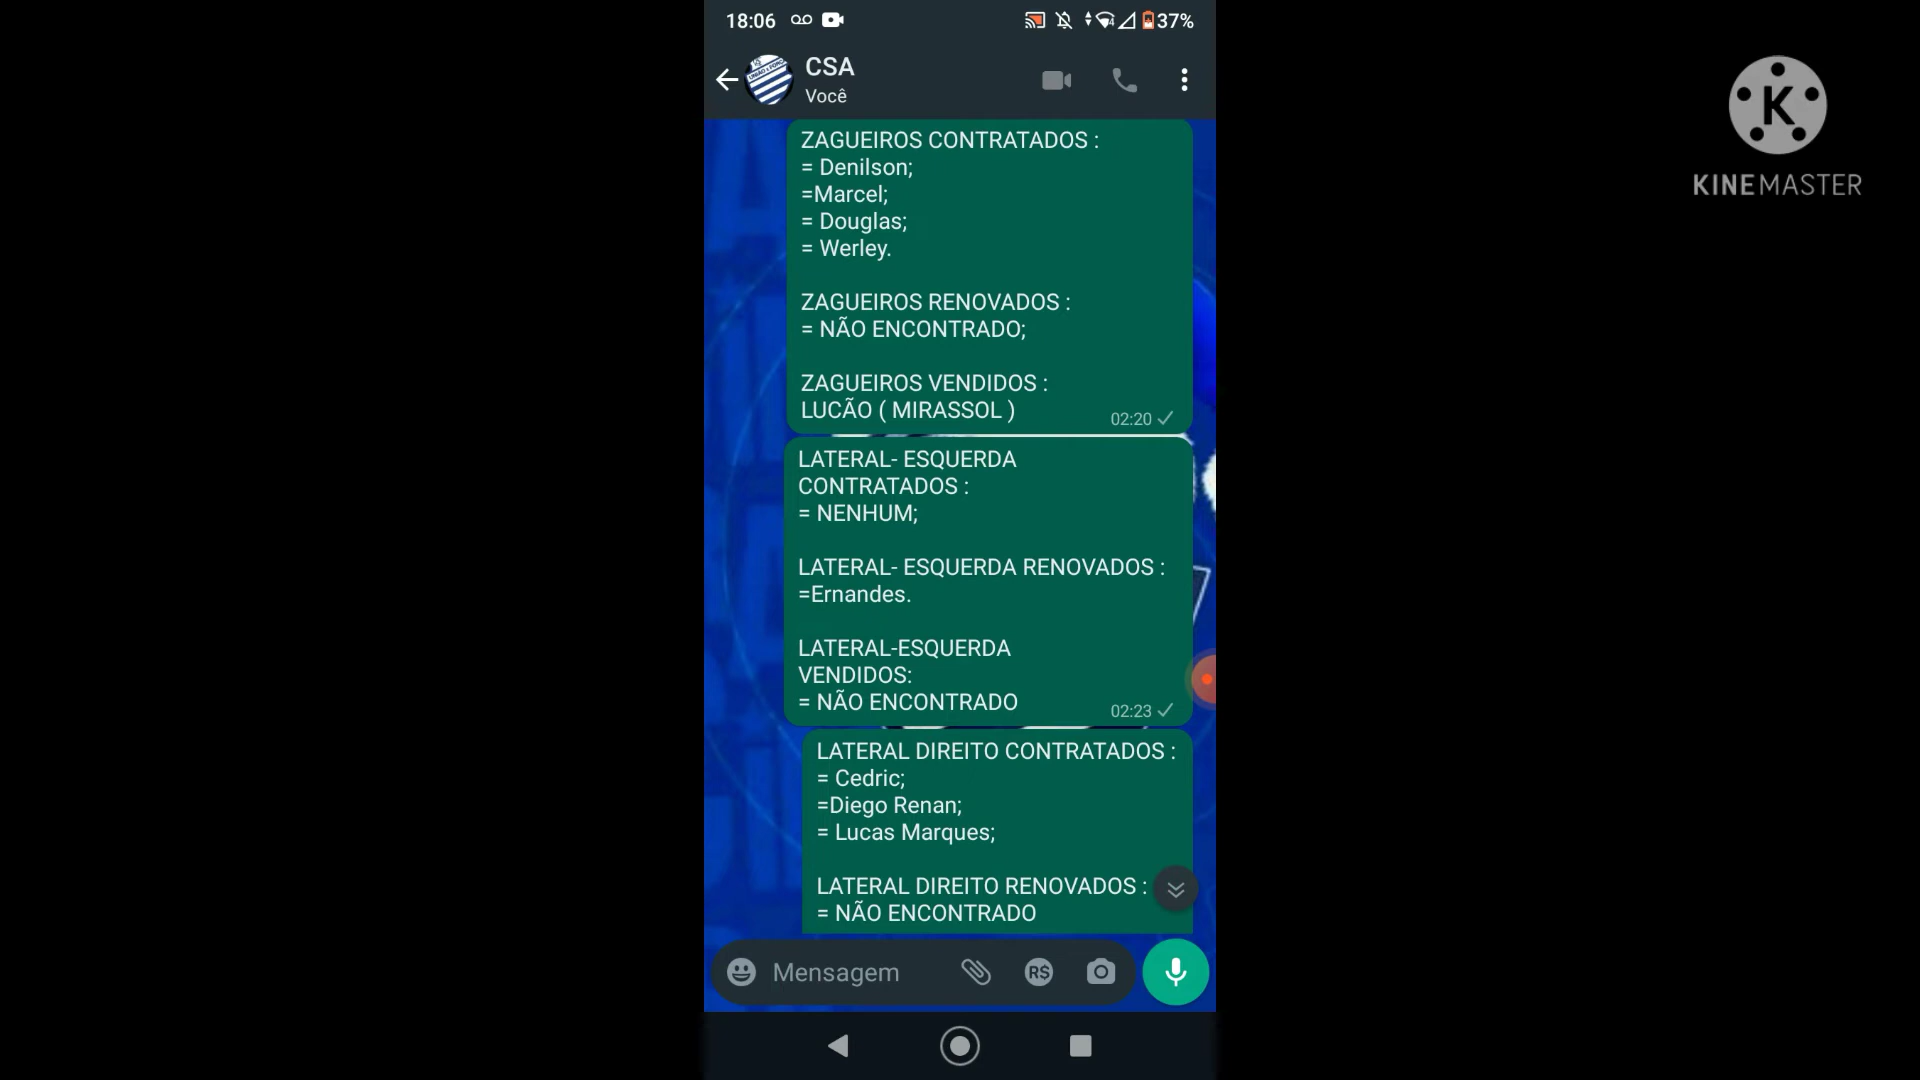 18:06
37%
CSA
Você
ZAGUEIROS CONTRATADOS :
= Denilson;
=Marcel;
= Douglas;
= Werley.
ZAGUEIROS RENOVADOS :
= NÃO ENCONTRADO;
ZAGUEIROS VENDIDOS :
LUCÃO ( MIRASSOL )
02:20
LATERAL- ESQUERDA
CONTRATADOS :
= NENHUM;
LATERAL- ESQUERDA RENOVADOS :
=Ernandes.
LATERAL-ESQUERDA
VENDIDOS:
= NÃO ENCONTRADO
02:23
LATERAL DIREITO CONTRATADOS :
= Cedric;
=Diego Renan;
= Lucas Marques;
LATERAL DIREITO RENOVADOS :
= NÃO ENCONTRADO
Mensagem
R$
K
KINEMASTER